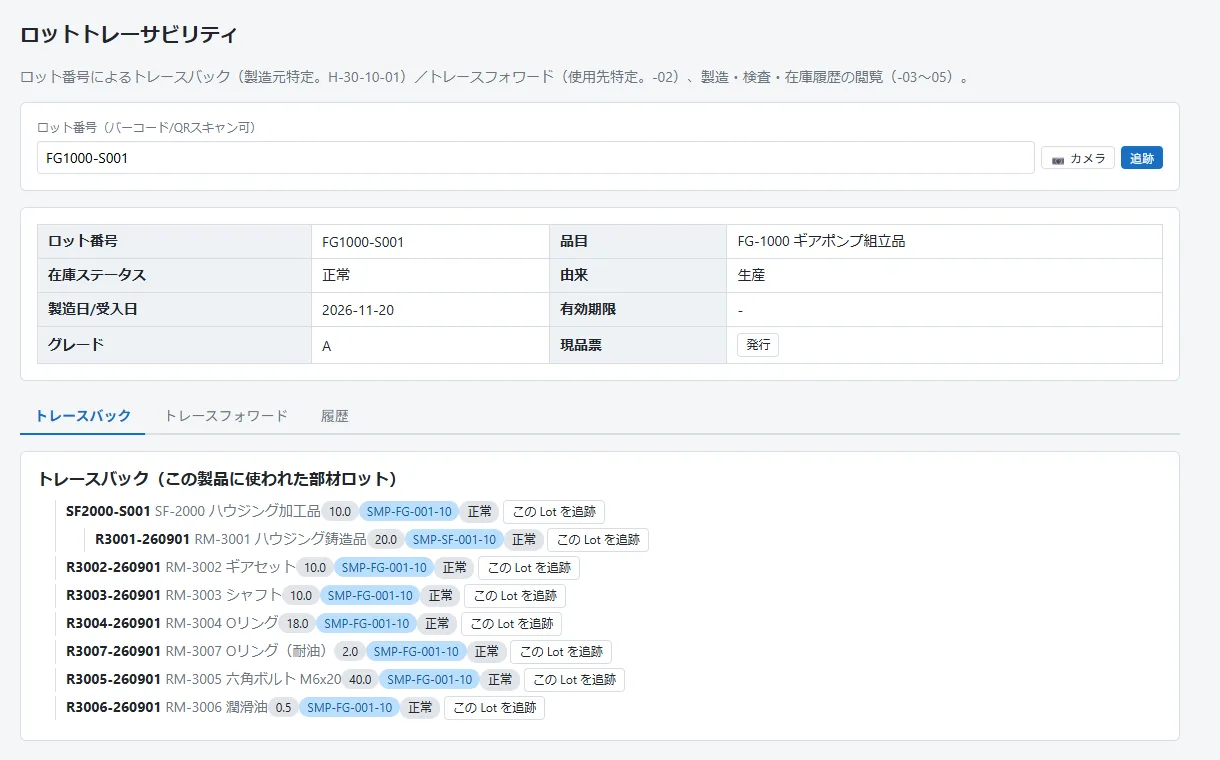 ロットトレーサビリティ
ロット番号によるトレースバック（製造元特定。H-30-10-01）／トレースフォワード（使用先特定。-02）、製造・検査・在庫履歴の閲覧（-03～05）。
ロット番号（バーコード/QRスキャン可）
FG1000-S001 カメラ 追跡
ロット番号 FG1000-S001 品目 FG-1000 ギアポンプ組立品
在庫ステータス 正常 由来 生産
製造日/受入日 2026-11-20 有効期限 -
グレード A 現品票 発行
トレースバック トレースフォワード 履歴
トレースバック（この製品に使われた部材ロット）
SF2000-S001 SF-2000 ハウジング加工品 10.0 SMP-FG-001-10 正常 この Lot を追跡
R3001-260901 RM-3001 ハウジング鋳造品 20.0 SMP-SF-001-10 正常 この Lot を追跡
R3002-260901 RM-3002 ギアセット 10.0 SMP-FG-001-10 正常 この Lot を追跡
R3003-260901 RM-3003 シャフト 10.0 SMP-FG-001-10 正常 この Lot を追跡
R3004-260901 RM-3004 Oリング 18.0 SMP-FG-001-10 正常 この Lot を追跡
R3007-260901 RM-3007 Oリング（耐油） 2.0 SMP-FG-001-10 正常 この Lot を追跡
R3005-260901 RM-3005 六角ボルト M6x20 40.0 SMP-FG-001-10 正常 この Lot を追跡
R3006-260901 RM-3006 潤滑油 0.5 SMP-FG-001-10 正常 この Lot を追跡